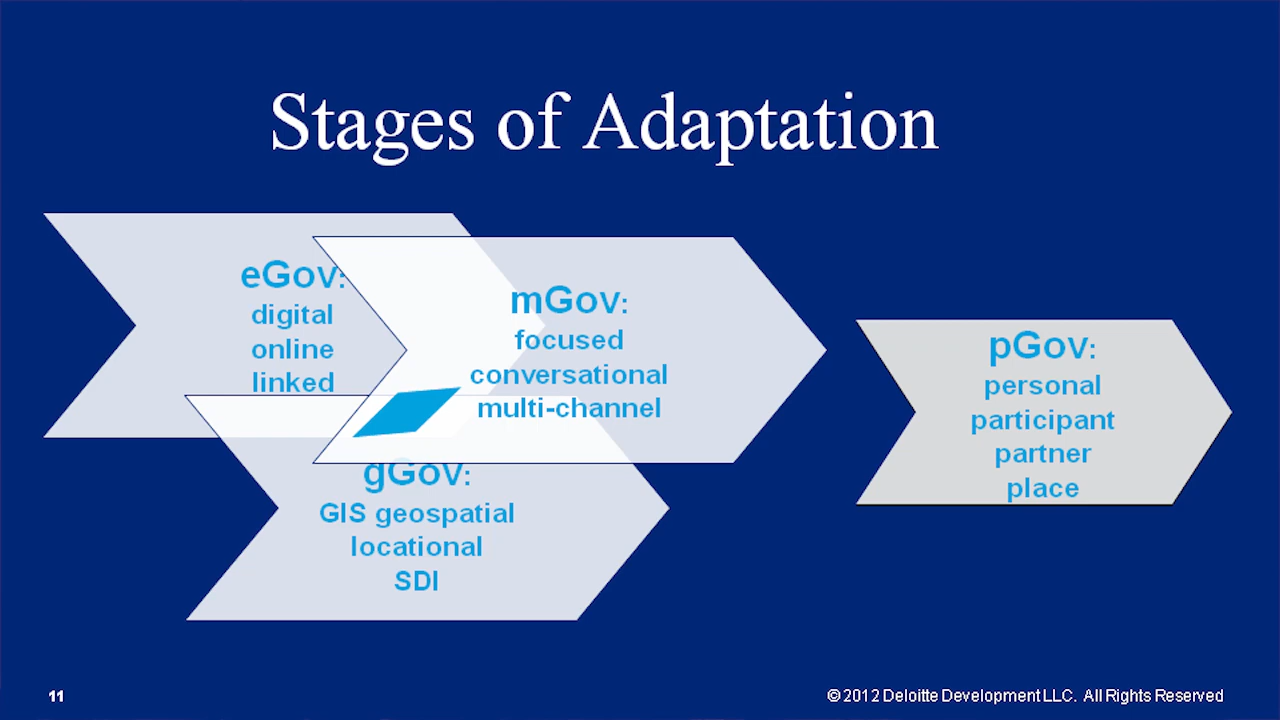 Stages of Adaptation
eGov:
digital
online
linked
mGov:
focused
conversational
multi-channel
gGov:
GIS geospatial
locational
SDI
pGov:
personal
participant
partner
place
11
© 2012 Deloitte Development LLC. All Rights Reserved